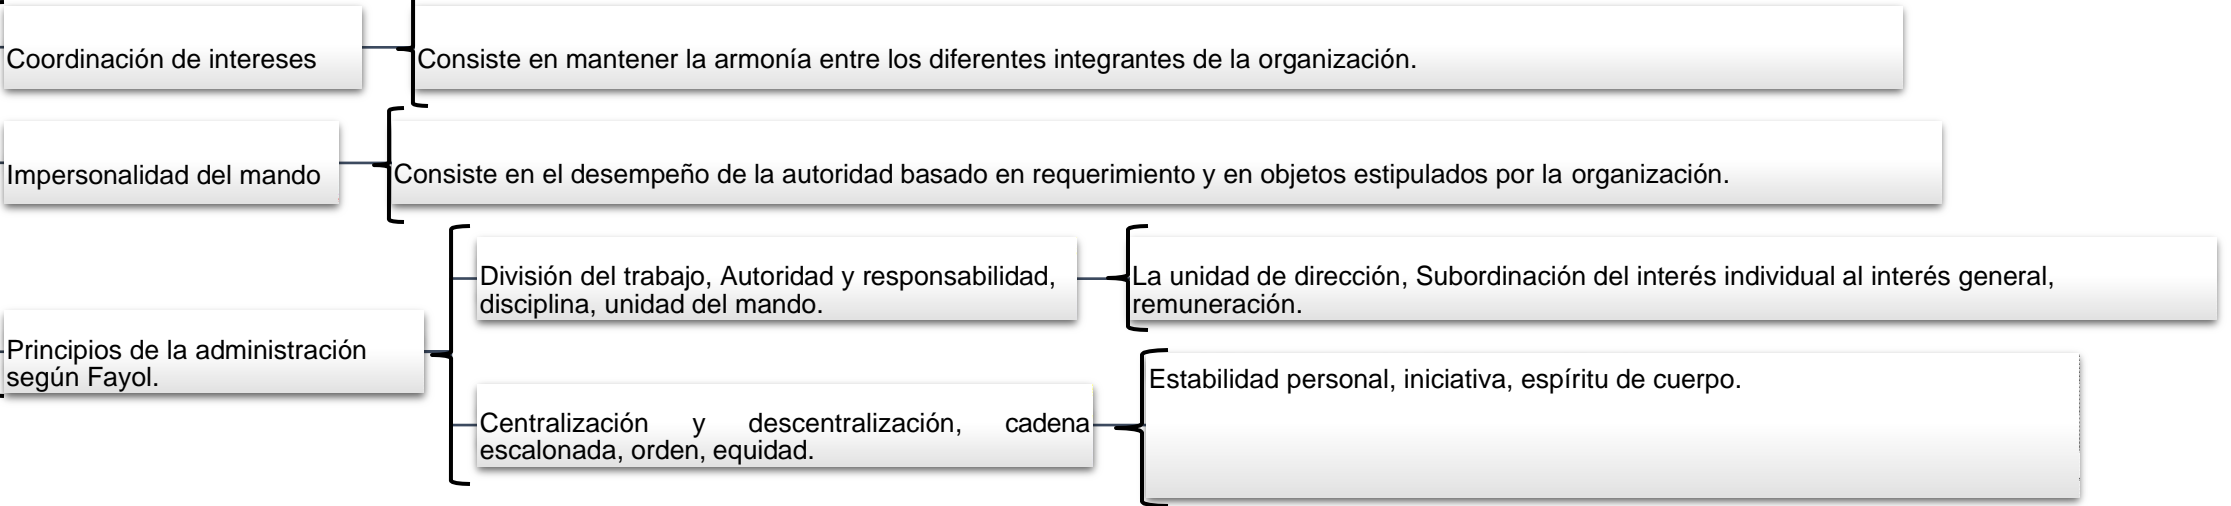 Coordinación de intereses
Consiste en mantener la armonía entre los diferentes integrantes de la organización.
Impersonalidad del mando
Consiste en el desempeño de la autoridad basado en requerimiento y en objetos estipulados por la organización.
Principios de la administración
según Fayol.
División del trabajo, Autoridad y responsabilidad,
disciplina, unidad del mando.
La unidad de dirección, Subordinación del interés individual al interés general,
remuneración.
Centralización y descentralización, cadena
escalonada, orden, equidad.
Estabilidad personal, iniciativa, espíritu de cuerpo.